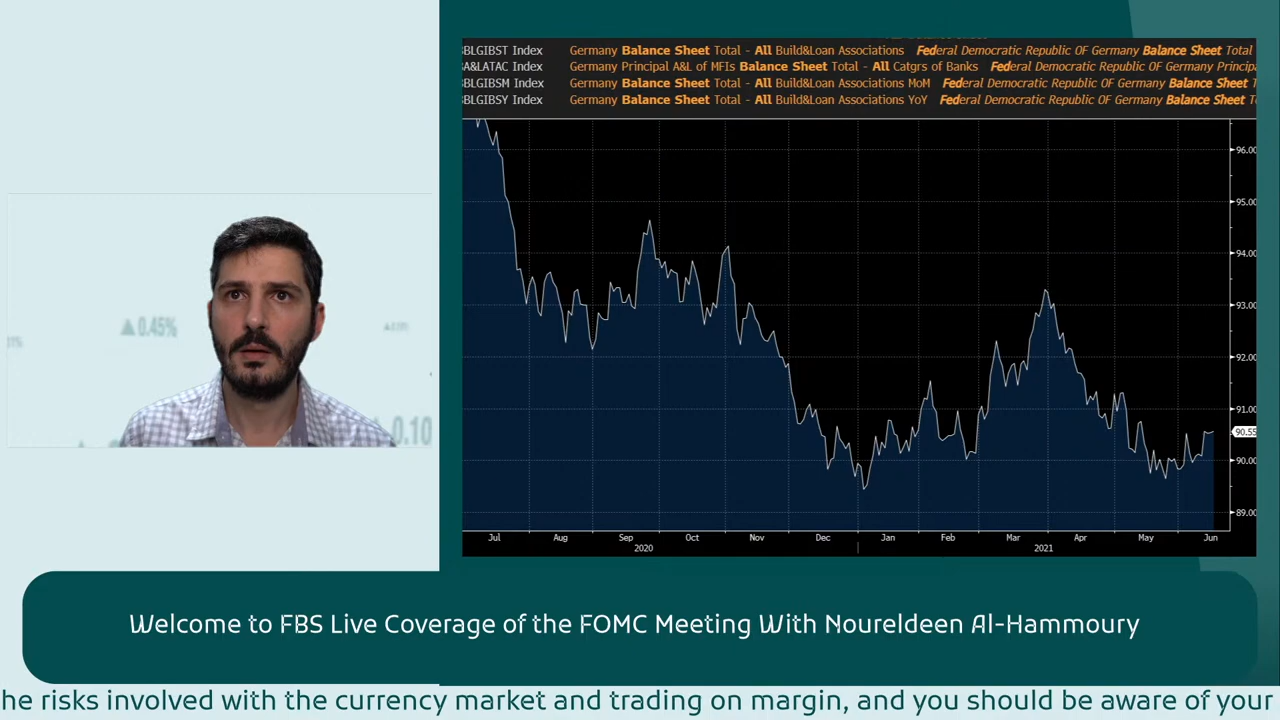 BLGIBST Index Germany Balance Sheet Total - All Build&Loan Associations Federal Democratic Republic OF Germany Balance Sheet Total
A&LATAC Index Germany Principal A&L of MFIs Balance Sheet Total - All Catgrs of Banks Federal Democratic Republic OF Germany Principa
BLGIBSM Index Germany Balance Sheet Total - All Build&Loan Associations MoM Federal Democratic Republic OF Germany Balance Sheet T
BLGIBSY Index Germany Balance Sheet Total - All Build&Loan Associations YoY Federal Democratic Republic OF Germany Balance Sheet To
96.00
95.00
94.00
93.00
92.00
91.00
90.55
90.00
89.00
Jul Aug Sep Oct Nov Dec Jan Feb Mar Apr May Jun
2020 2021
0.45%
0.10
Welcome to FBS Live Coverage of the FOMC Meeting With Noureldeen Al-Hammoury
he risks involved with the currency market and trading on margin, and you should be aware of your